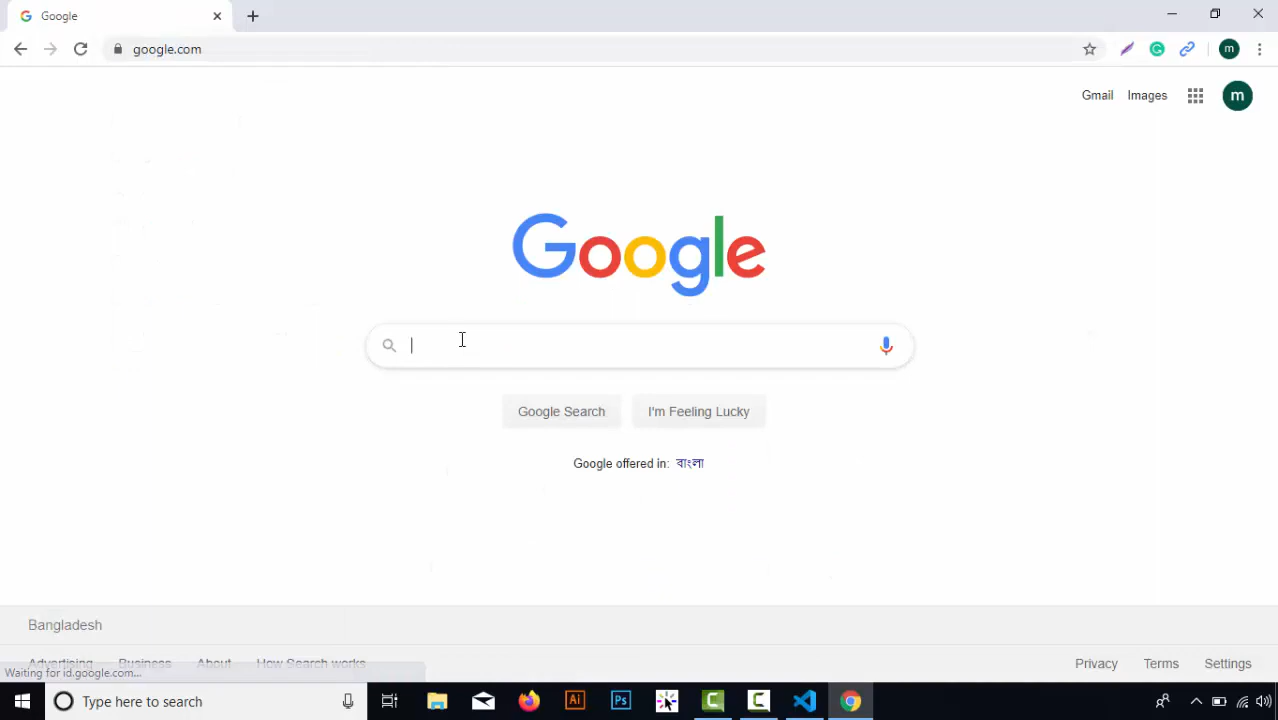 Google
google.com
m
Gmail Images m
Google
Google Search I'm Feeling Lucky
Google offered in: বাংলা
Bangladesh
Advertising Business About How Search works Privacy Terms Settings
Waiting for id.google.com...
Type here to search Ai Ps C C